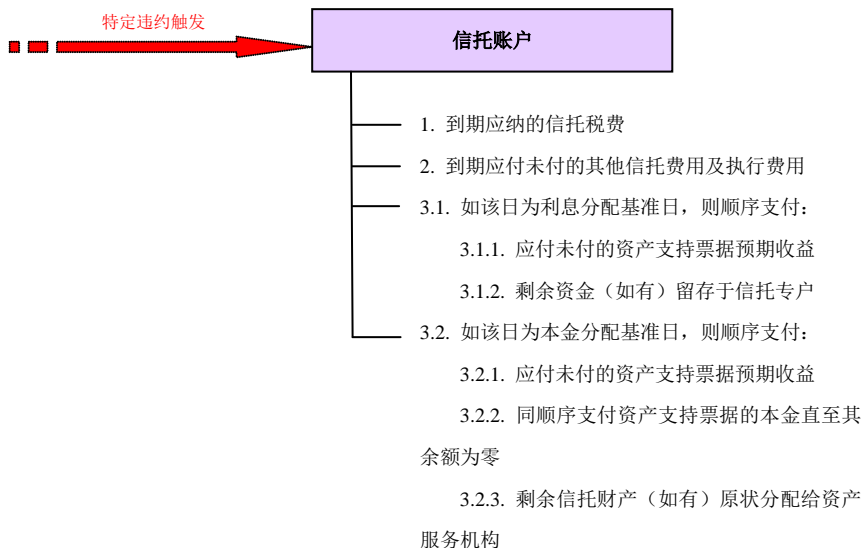 特定违约触发
信托账户
1. 到期应纳的信托税费
2. 到期应付未付的其他信托费用及执行费用
3.1. 如该日为利息分配基准日，则顺序支付：
3.1.1. 应付未付的资产支持票据预期收益
3.1.2. 剩余资金（如有）留存于信托专户
3.2. 如该日为本金分配基准日，则顺序支付：
3.2.1. 应付未付的资产支持票据预期收益
3.2.2. 同顺序支付资产支持票据的本金直至其
余额为零
3.2.3. 剩余信托财产（如有）原状分配给资产
服务机构